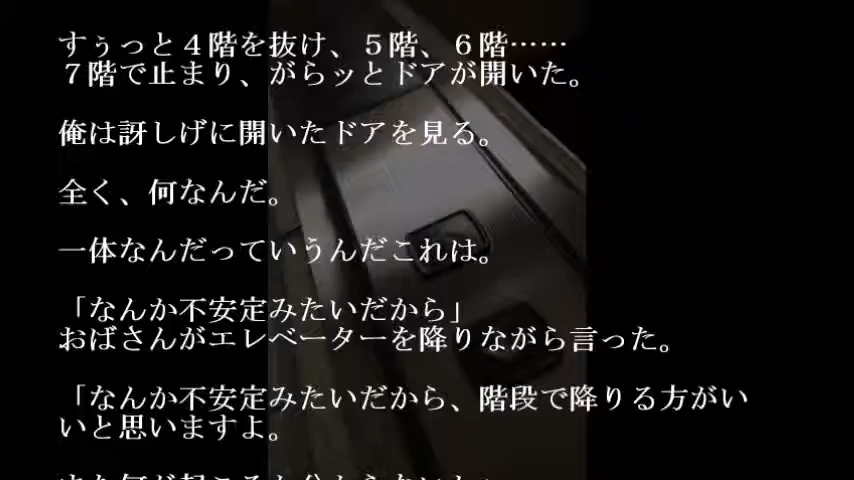 すぅっと４階を抜け、５階、６階……
７階で止まり、がらッとドアが開いた。
俺は訝しげに開いたドアを見る。
全く、何なんだ。
一体なんだっていうんだこれは。
「なんか不安定みたいだから」
おばさんがエレベーターを降りながら言った。
「なんか不安定みたいだから、階段で降りる方がい
いと思いますよ。